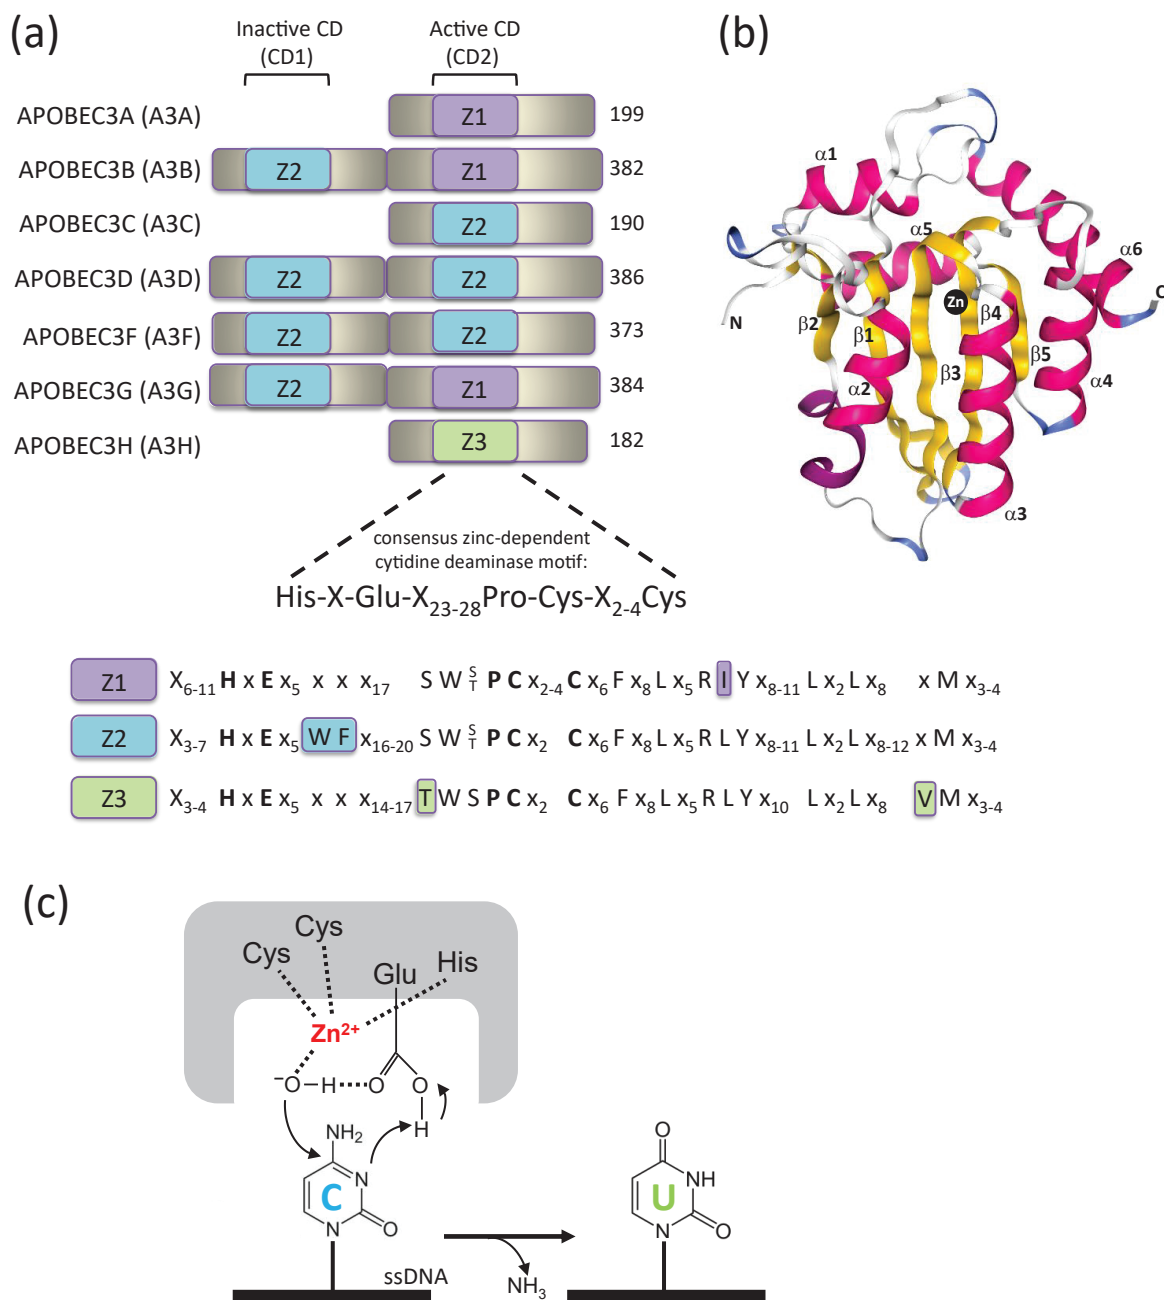 (a)
Inactive CD
(CD1)
Active CD
(CD2)
APOBEC3A (A3A) Z1 199
APOBEC3B (A3B) Z2 Z1 382
APOBEC3C (A3C) Z2 190
APOBEC3D (A3D) Z2 Z2 386
APOBEC3F (A3F) Z2 Z2 373
APOBEC3G (A3G) Z2 Z1 384
APOBEC3H (A3H) Z3 182
consensus zinc-dependent
cytidine deaminase motif:
His-X-Glu-X23-28Pro-Cys-X2-4Cys
Z1 X6-11 H x E x5 x x x17 S W S/T P C x2-4 C x6 F x8 L x5 R I Y x8-11 L x2 L x8 x M x3-4
Z2 X3-7 H x E x5 W F x16-20 S W S/T P C x2 C x6 F x8 L x5 R L Y x8-11 L x2 L x8-12 x M x3-4
Z3 X3-4 H x E x5 x x x14-17 T W S P C x2 C x6 F x8 L x5 R L Y x10 L x2 L x8 V M x3-4
(b)
α1
α5
α6
N
Zn
C
β2
β1
β4
β5
β3
α2
α4
α3
(c)
Cys
Cys
Glu
His
Zn2+
−O
H
O
O
H
NH2
N
C
N
O
ssDNA
NH3
O
NH
U
N
O